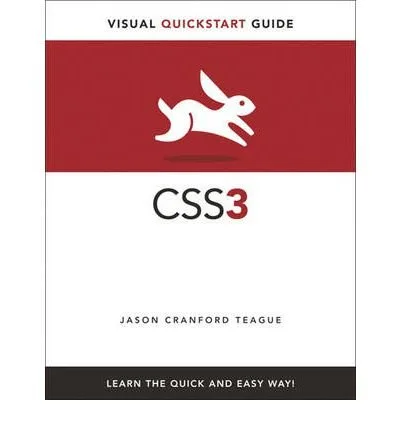 VISUAL QUICKSTART GUIDE
CSS3
JASON CRANFORD TEAGUE
LEARN THE QUICK AND EASY WAY!